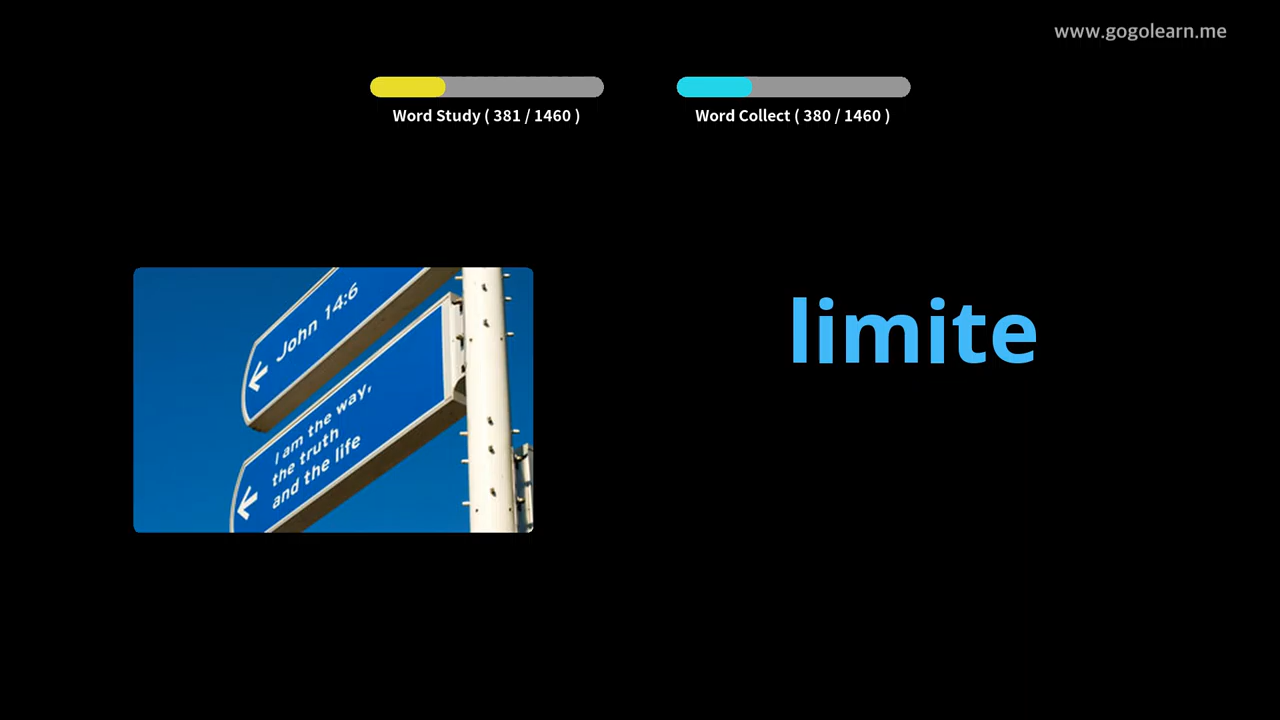 www.gogolearn.me
Word Study ( 381 / 1460 )
Word Collect ( 380 / 1460 )
John 14:6
I am the way,
the truth
and the life
limite